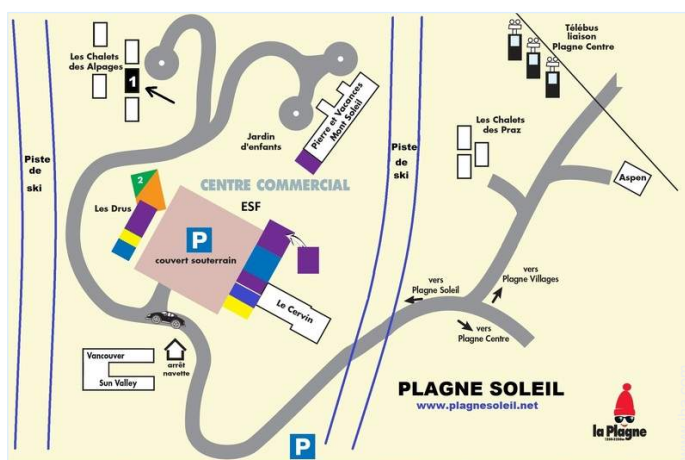 Télébus
liaison
Plagne Centre
Les Chalets
des Alpages
1
Pierre et Vacances
Mont Soleil
Les Chalets
des Praz
Jardin
d'enfants
Piste
de
ski
Piste
de
ski
2
CENTRE COMMERCIAL
Aspen
ESF
Les Drus
P
couvert souterrain
vers
Plagne Soleil
vers
Plagne Villages
Le Cervin
vers
Plagne Centre
Vancouver
Sun Valley
arrêt
navette
PLAGNE SOLEIL
www.plagnesoleil.net
la Plagne
P